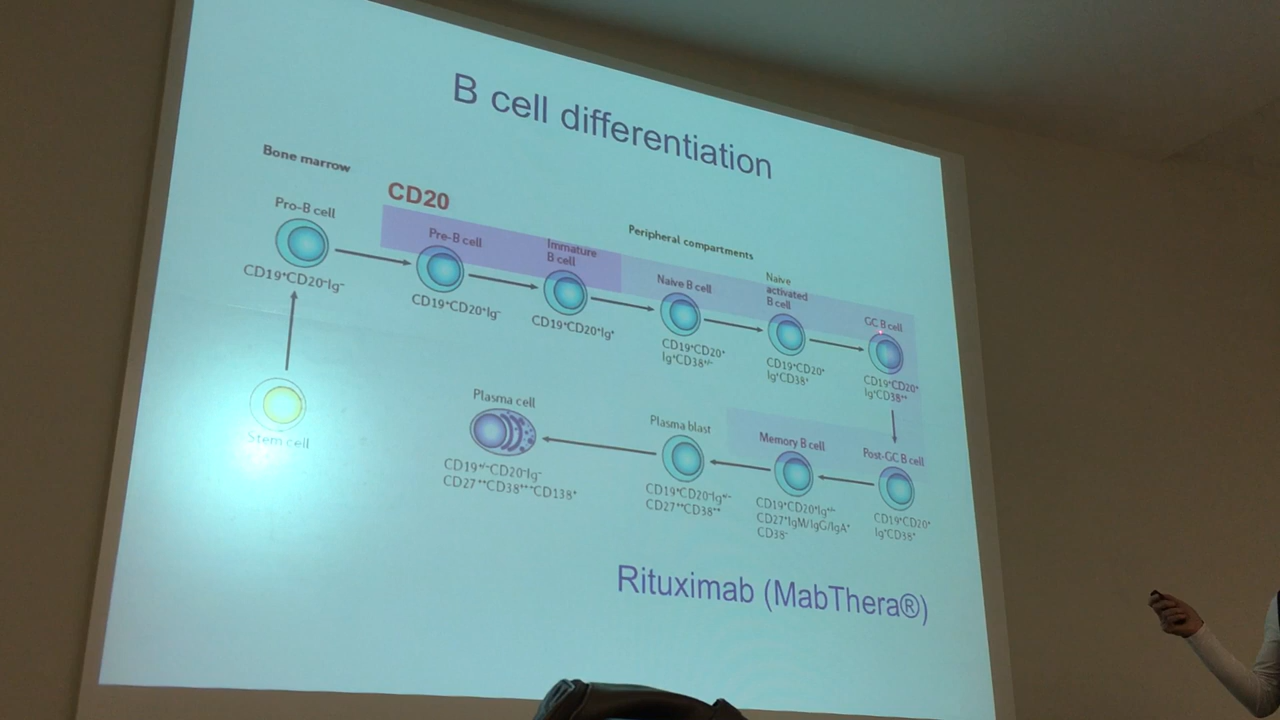 B cell differentiation
Bone marrow
CD20
Pro-B cell
CD19⁺CD20⁻Ig⁻
Pre-B cell
CD19⁺CD20⁺Ig⁻
Immature
B cell
CD19⁺CD20⁺Ig⁺
Peripheral compartments
Naive B cell
CD19⁺CD20⁺
Ig⁺CD38⁺/⁻
Naive
activated
B cell
CD19⁺CD20⁺
Ig⁺CD38⁺
GC B cell
CD19⁺CD20⁺
Ig⁺CD38⁺⁺
Stem cell
Plasma cell
CD19⁺/⁻CD20⁻Ig⁻
CD27⁺⁺CD38⁺⁺⁺CD138⁺
Plasma blast
CD19⁺CD20⁻Ig⁺/⁻
CD27⁺⁺CD38⁺⁺
Memory B cell
CD19⁺CD20⁺Ig⁺/⁻
CD27⁺IgM/IgG/IgA⁺
CD38⁻
Post-GC B cell
CD19⁺CD20⁺
Ig⁺CD38⁺
Rituximab (MabThera®)